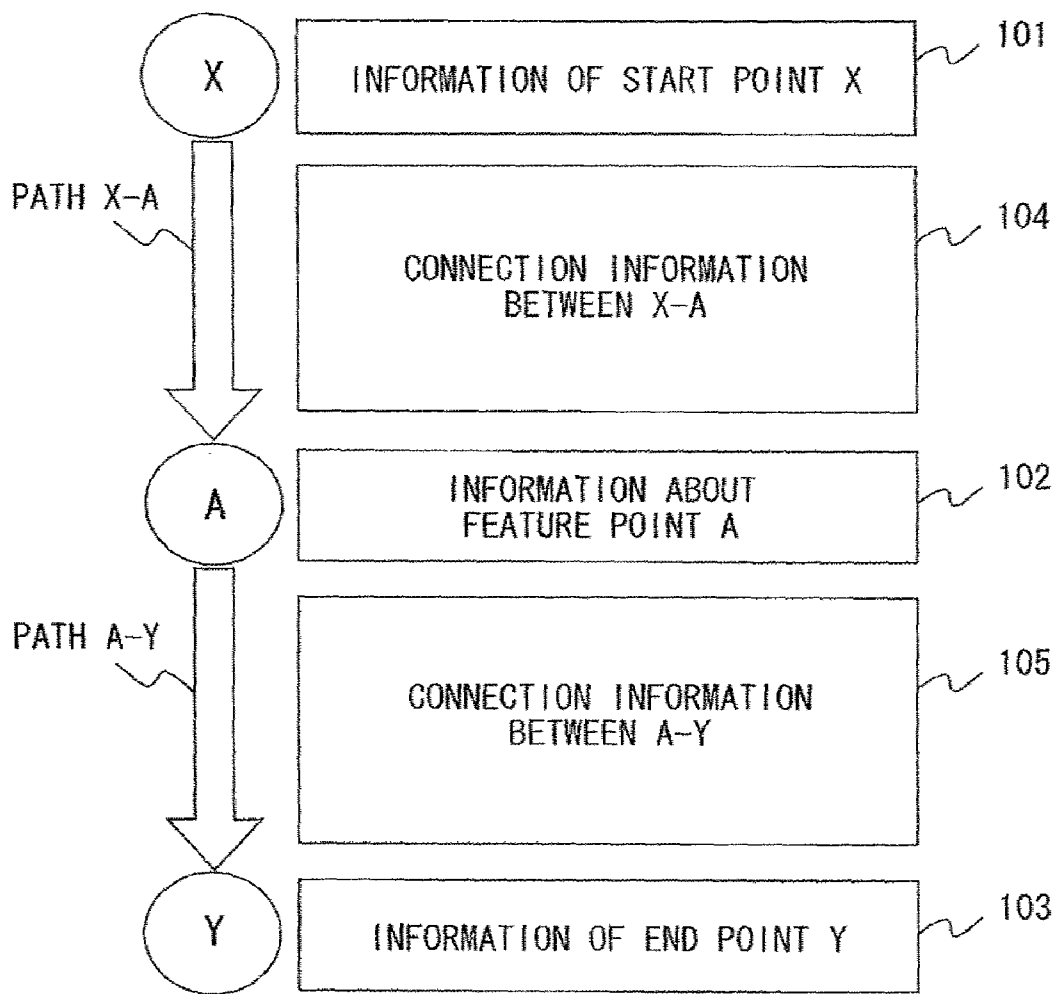 101
X
INFORMATION OF START POINT X
PATH X-A
104
CONNECTION INFORMATION
BETWEEN X-A
A
INFORMATION ABOUT
FEATURE POINT A
102
PATH A-Y
105
CONNECTION INFORMATION
BETWEEN A-Y
Y
INFORMATION OF END POINT Y
103